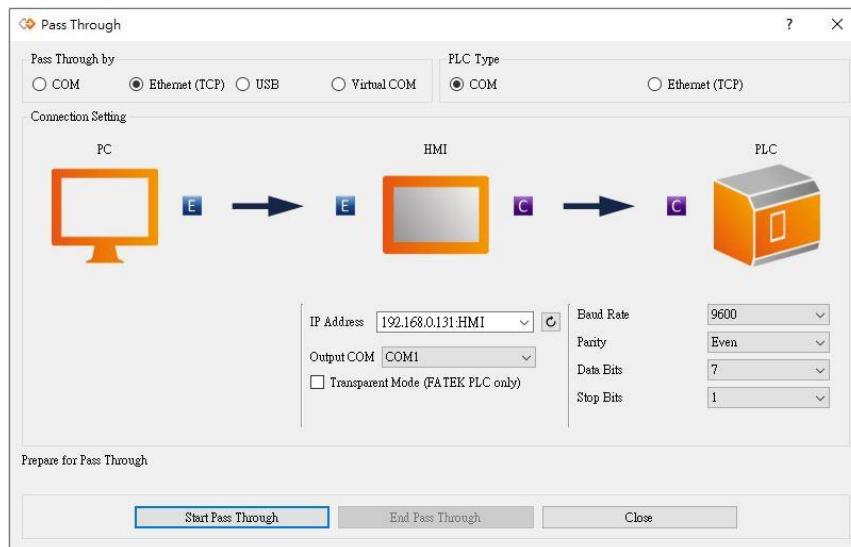 Pass Through
? ×
Pass Through by
COM Ethernet (TCP) USB Virtual COM
PLC Type
COM Ethernet (TCP)
Connection Setting
PC HMI PLC
E E C C
IP Address 192.168.0.131:HMI
Output COM COM1
Transparent Mode (FATEK PLC only)
Baud Rate 9600
Parity Even
Data Bits 7
Stop Bits 1
Prepare for Pass Through
Start Pass Through End Pass Through Close